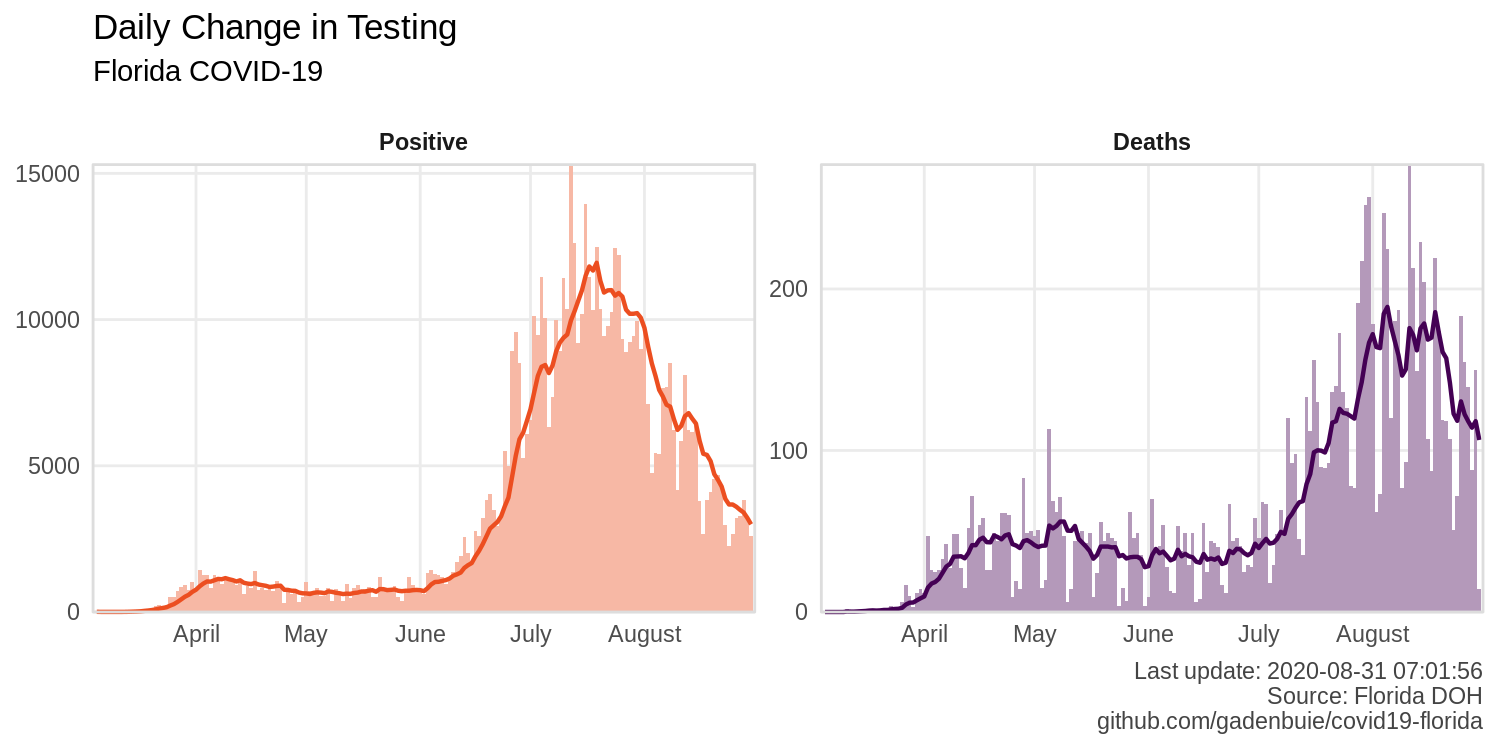 Daily Change in Testing
Florida COVID-19
Positive
15000
10000
5000
0
April May June July August
Deaths
200
100
0
April May June July August
Last update: 2020-08-31 07:01:56
Source: Florida DOH
github.com/gadenbuie/covid19-florida